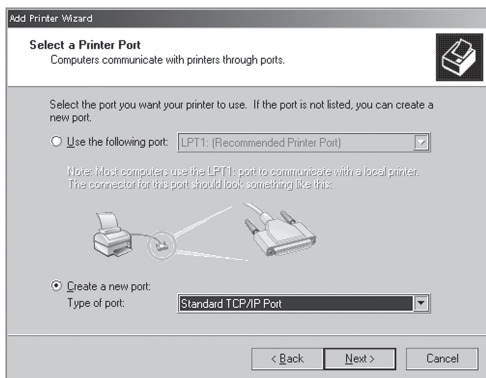 Add Printer Wizard
Select a Printer Port
Computers communicate with printers through ports.
Select the port you want your printer to use. If the port is not listed, you can create a
new port.
Use the following port: LPT1: (Recommended Printer Port)
Note: Most computers use the LPT1: port to communicate with a local printer.
The connector for this port should look something like this:
Create a new port:
Type of port: Standard TCP/IP Port
< Back Next > Cancel